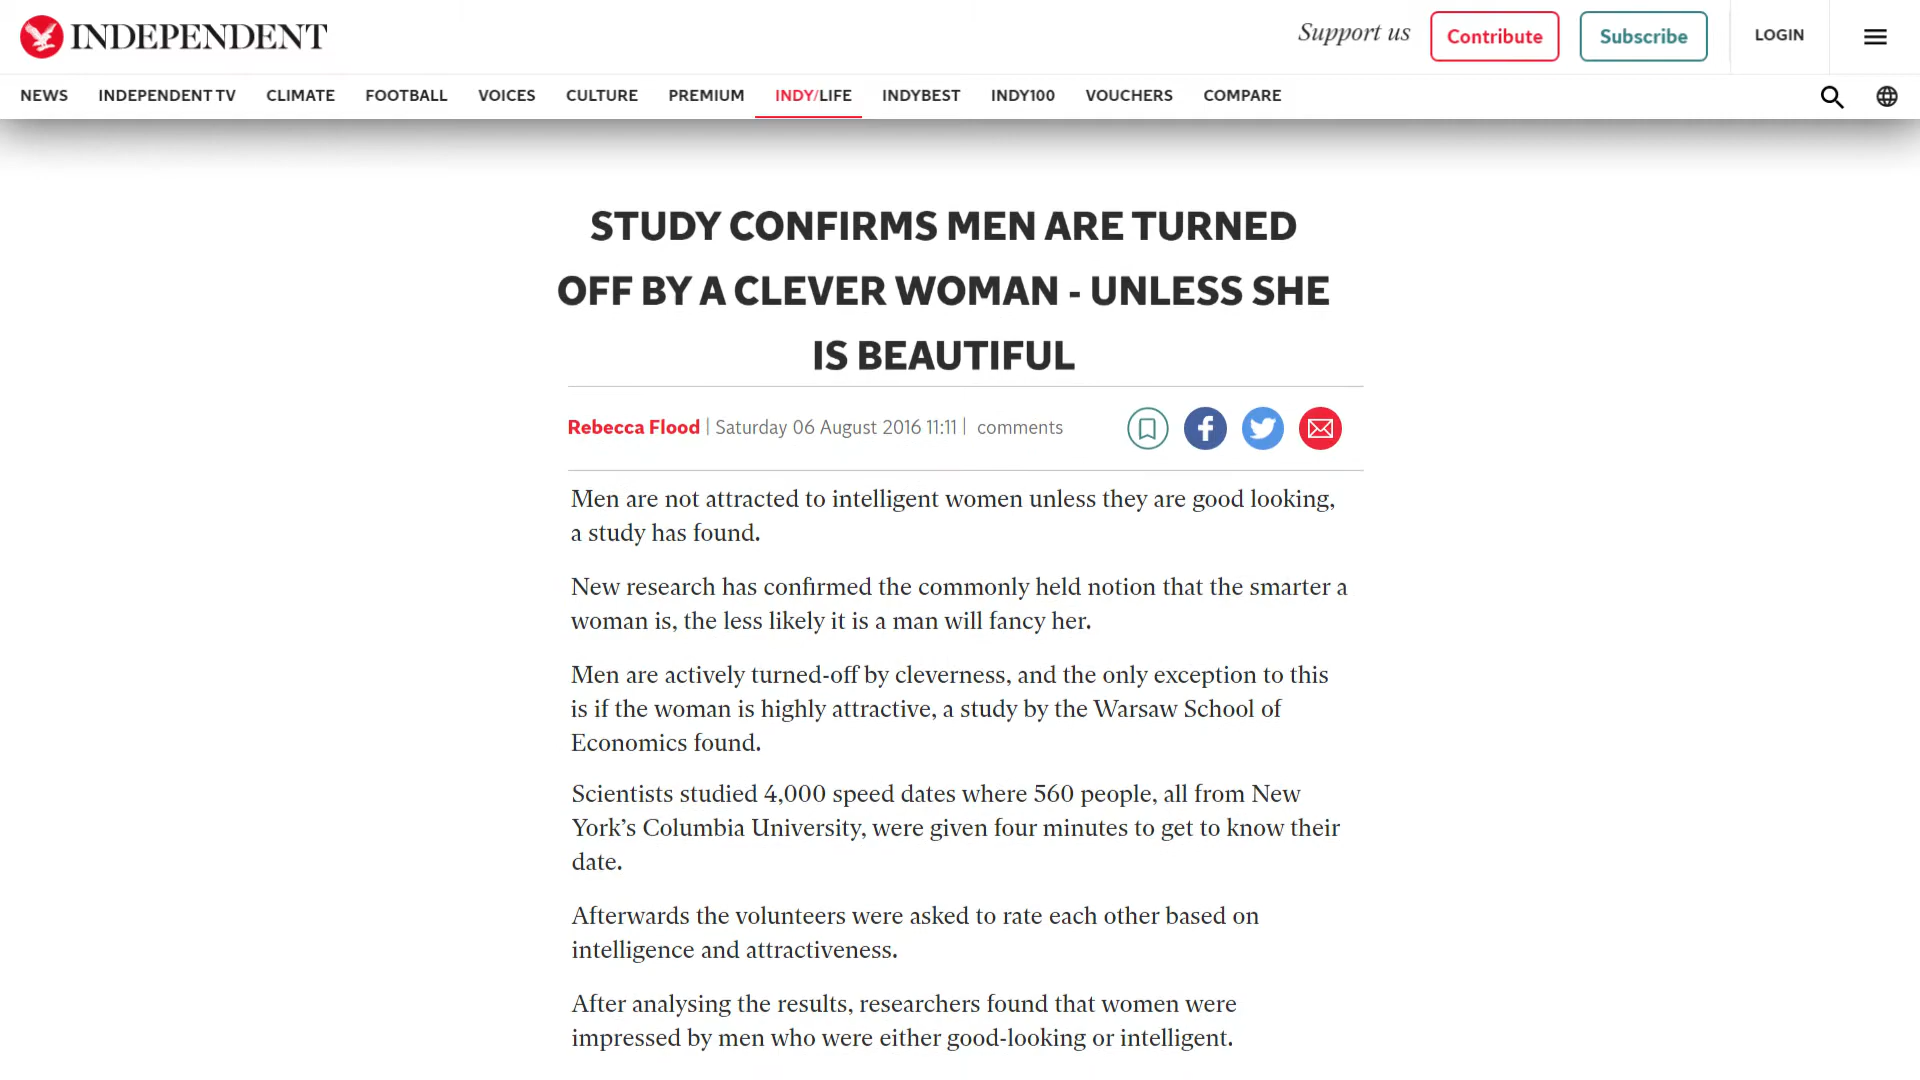 INDEPENDENT
Support us
Contribute
Subscribe
LOGIN
NEWS INDEPENDENT TV CLIMATE FOOTBALL VOICES CULTURE PREMIUM INDY/LIFE INDYBEST INDY100 VOUCHERS COMPARE
STUDY CONFIRMS MEN ARE TURNED
OFF BY A CLEVER WOMAN - UNLESS SHE
IS BEAUTIFUL
Rebecca Flood | Saturday 06 August 2016 11:11 | comments
Men are not attracted to intelligent women unless they are good looking,
a study has found.
New research has confirmed the commonly held notion that the smarter a
woman is, the less likely it is a man will fancy her.
Men are actively turned-off by cleverness, and the only exception to this
is if the woman is highly attractive, a study by the Warsaw School of
Economics found.
Scientists studied 4,000 speed dates where 560 people, all from New
York’s Columbia University, were given four minutes to get to know their
date.
Afterwards the volunteers were asked to rate each other based on
intelligence and attractiveness.
After analysing the results, researchers found that women were
impressed by men who were either good-looking or intelligent.